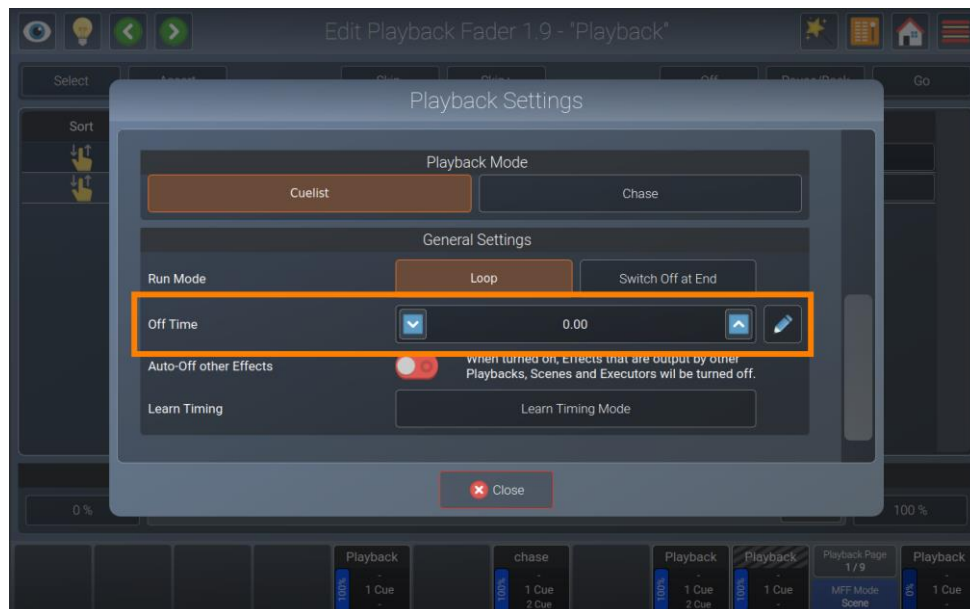 Edit Playback Fader 1.9 - "Playback"
Select
Off
Go
Playback Settings
Sort
Playback Mode
Cuelist
Chase
General Settings
Run Mode
Loop
Switch Off at End
Off Time
0.00
Auto-Off other Effects
When turned on, Effects that are output by other
Playbacks, Scenes and Executors wil be turned off.
Learn Timing
Learn Timing Mode
Close
0 %
100 %
Playback
-
100%
1 Cue
-
chase
-
100%
1 Cue
2 Cue
Playback
-
100%
1 Cue
2 Cue
Playback
-
100%
1 Cue
-
Playback Page
1 / 9
MFF Mode
Scene
Playback
-
0%
1 Cue
-